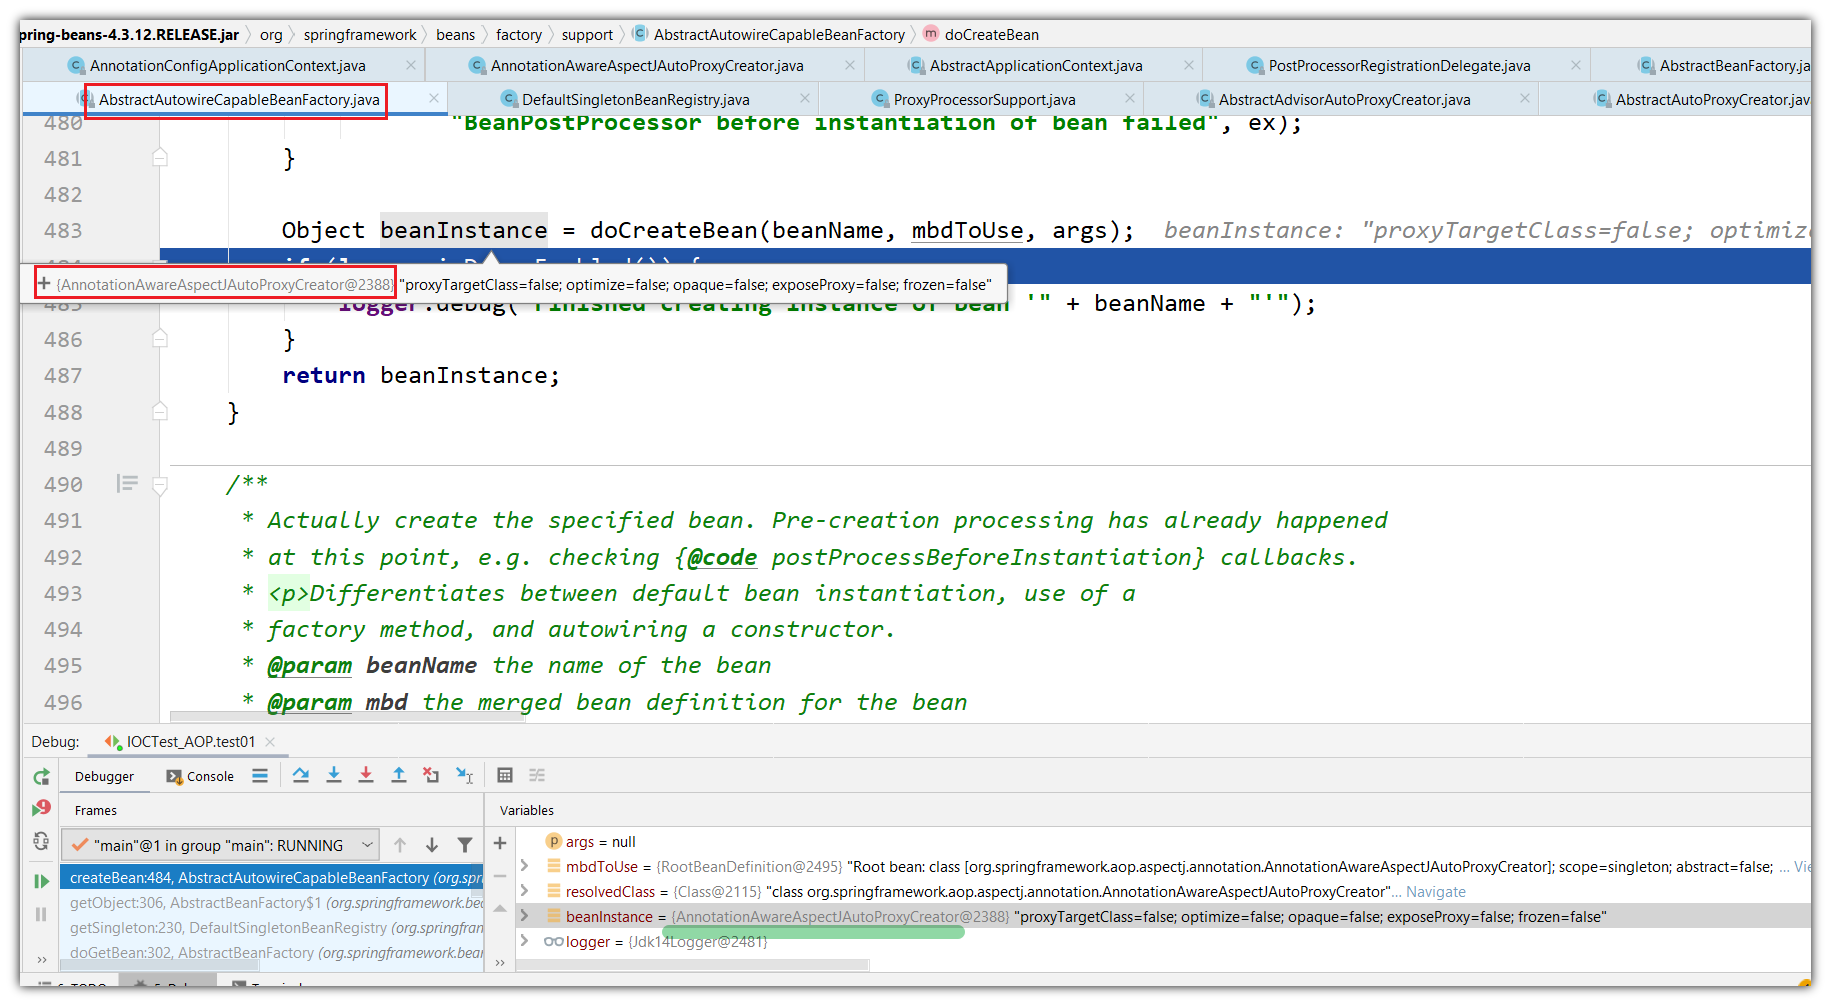 pring-beans-4.3.12.RELEASE.jar org springframework beans factory support AbstractAutowireCapableBeanFactory doCreateBean
AnnotationConfigApplicationContext.java AnnotationAwareAspectJAutoProxyCreator.java AbstractApplicationContext.java PostProcessorRegistrationDelegate.java AbstractBeanFactory.ja
AbstractAutowireCapableBeanFactory.java DefaultSingletonBeanRegistry.java ProxyProcessorSupport.java AbstractAdvisorAutoProxyCreator.java AbstractAutoProxyCreator.jav
480 "BeanPostProcessor before instantiation of bean failed", ex);
481 }
482
483 Object beanInstance = doCreateBean(beanName, mbdToUse, args); beanInstance: "proxyTargetClass=false; optimize
+ {AnnotationAwareAspectJAutoProxyCreator@2388} "proxyTargetClass=false; optimize=false; opaque=false; exposeProxy=false; frozen=false"
485 logger.debug("Finished creating instance of bean '" + beanName + "'");
486 }
487 return beanInstance;
488 }
489
490 /**
491 * Actually create the specified bean. Pre-creation processing has already happened
492 * at this point, e.g. checking {@code postProcessBeforeInstantiation} callbacks.
493 * <p>Differentiates between default bean instantiation, use of a
494 * factory method, and autowiring a constructor.
495 * @param beanName the name of the bean
496 * @param mbd the merged bean definition for the bean
Debug: IOCTest_AOP.test01
Debugger Console
Frames Variables
"main"@1 in group "main": RUNNING
args = null
mbdToUse = {RootBeanDefinition@2495} "Root bean: class [org.springframework.aop.aspectj.annotation.AnnotationAwareAspectJAutoProxyCreator]; scope=singleton; abstract=false; ... Vie
createBean:484, AbstractAutowireCapableBeanFactory (org.spri
resolvedClass = {Class@2115} "class org.springframework.aop.aspectj.annotation.AnnotationAwareAspectJAutoProxyCreator"... Navigate
getObject:306, AbstractBeanFactory$1 (org.springframework.bea
beanInstance = {AnnotationAwareAspectJAutoProxyCreator@2388} "proxyTargetClass=false; optimize=false; opaque=false; exposeProxy=false; frozen=false"
getSingleton:230, DefaultSingletonBeanRegistry (org.springfram
logger = {Jdk14Logger@2481}
doGetBean:302, AbstractBeanFactory (org.springframework.bear